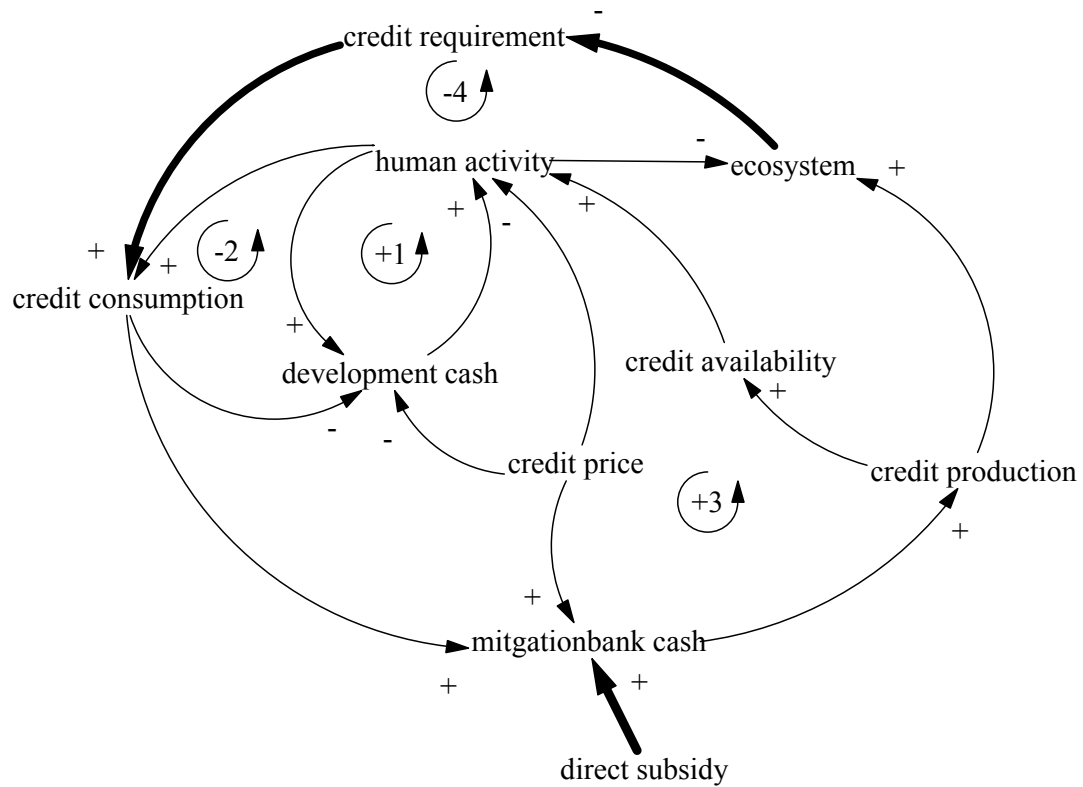 -
credit requirement
-4
-
human activity
ecosystem
+
+
-
+
+
-2
+1
+
+
credit consumption
+
credit availability
development cash
+
-
-
credit price
credit production
+3
+
+
mitgationbank cash
+
+
direct subsidy